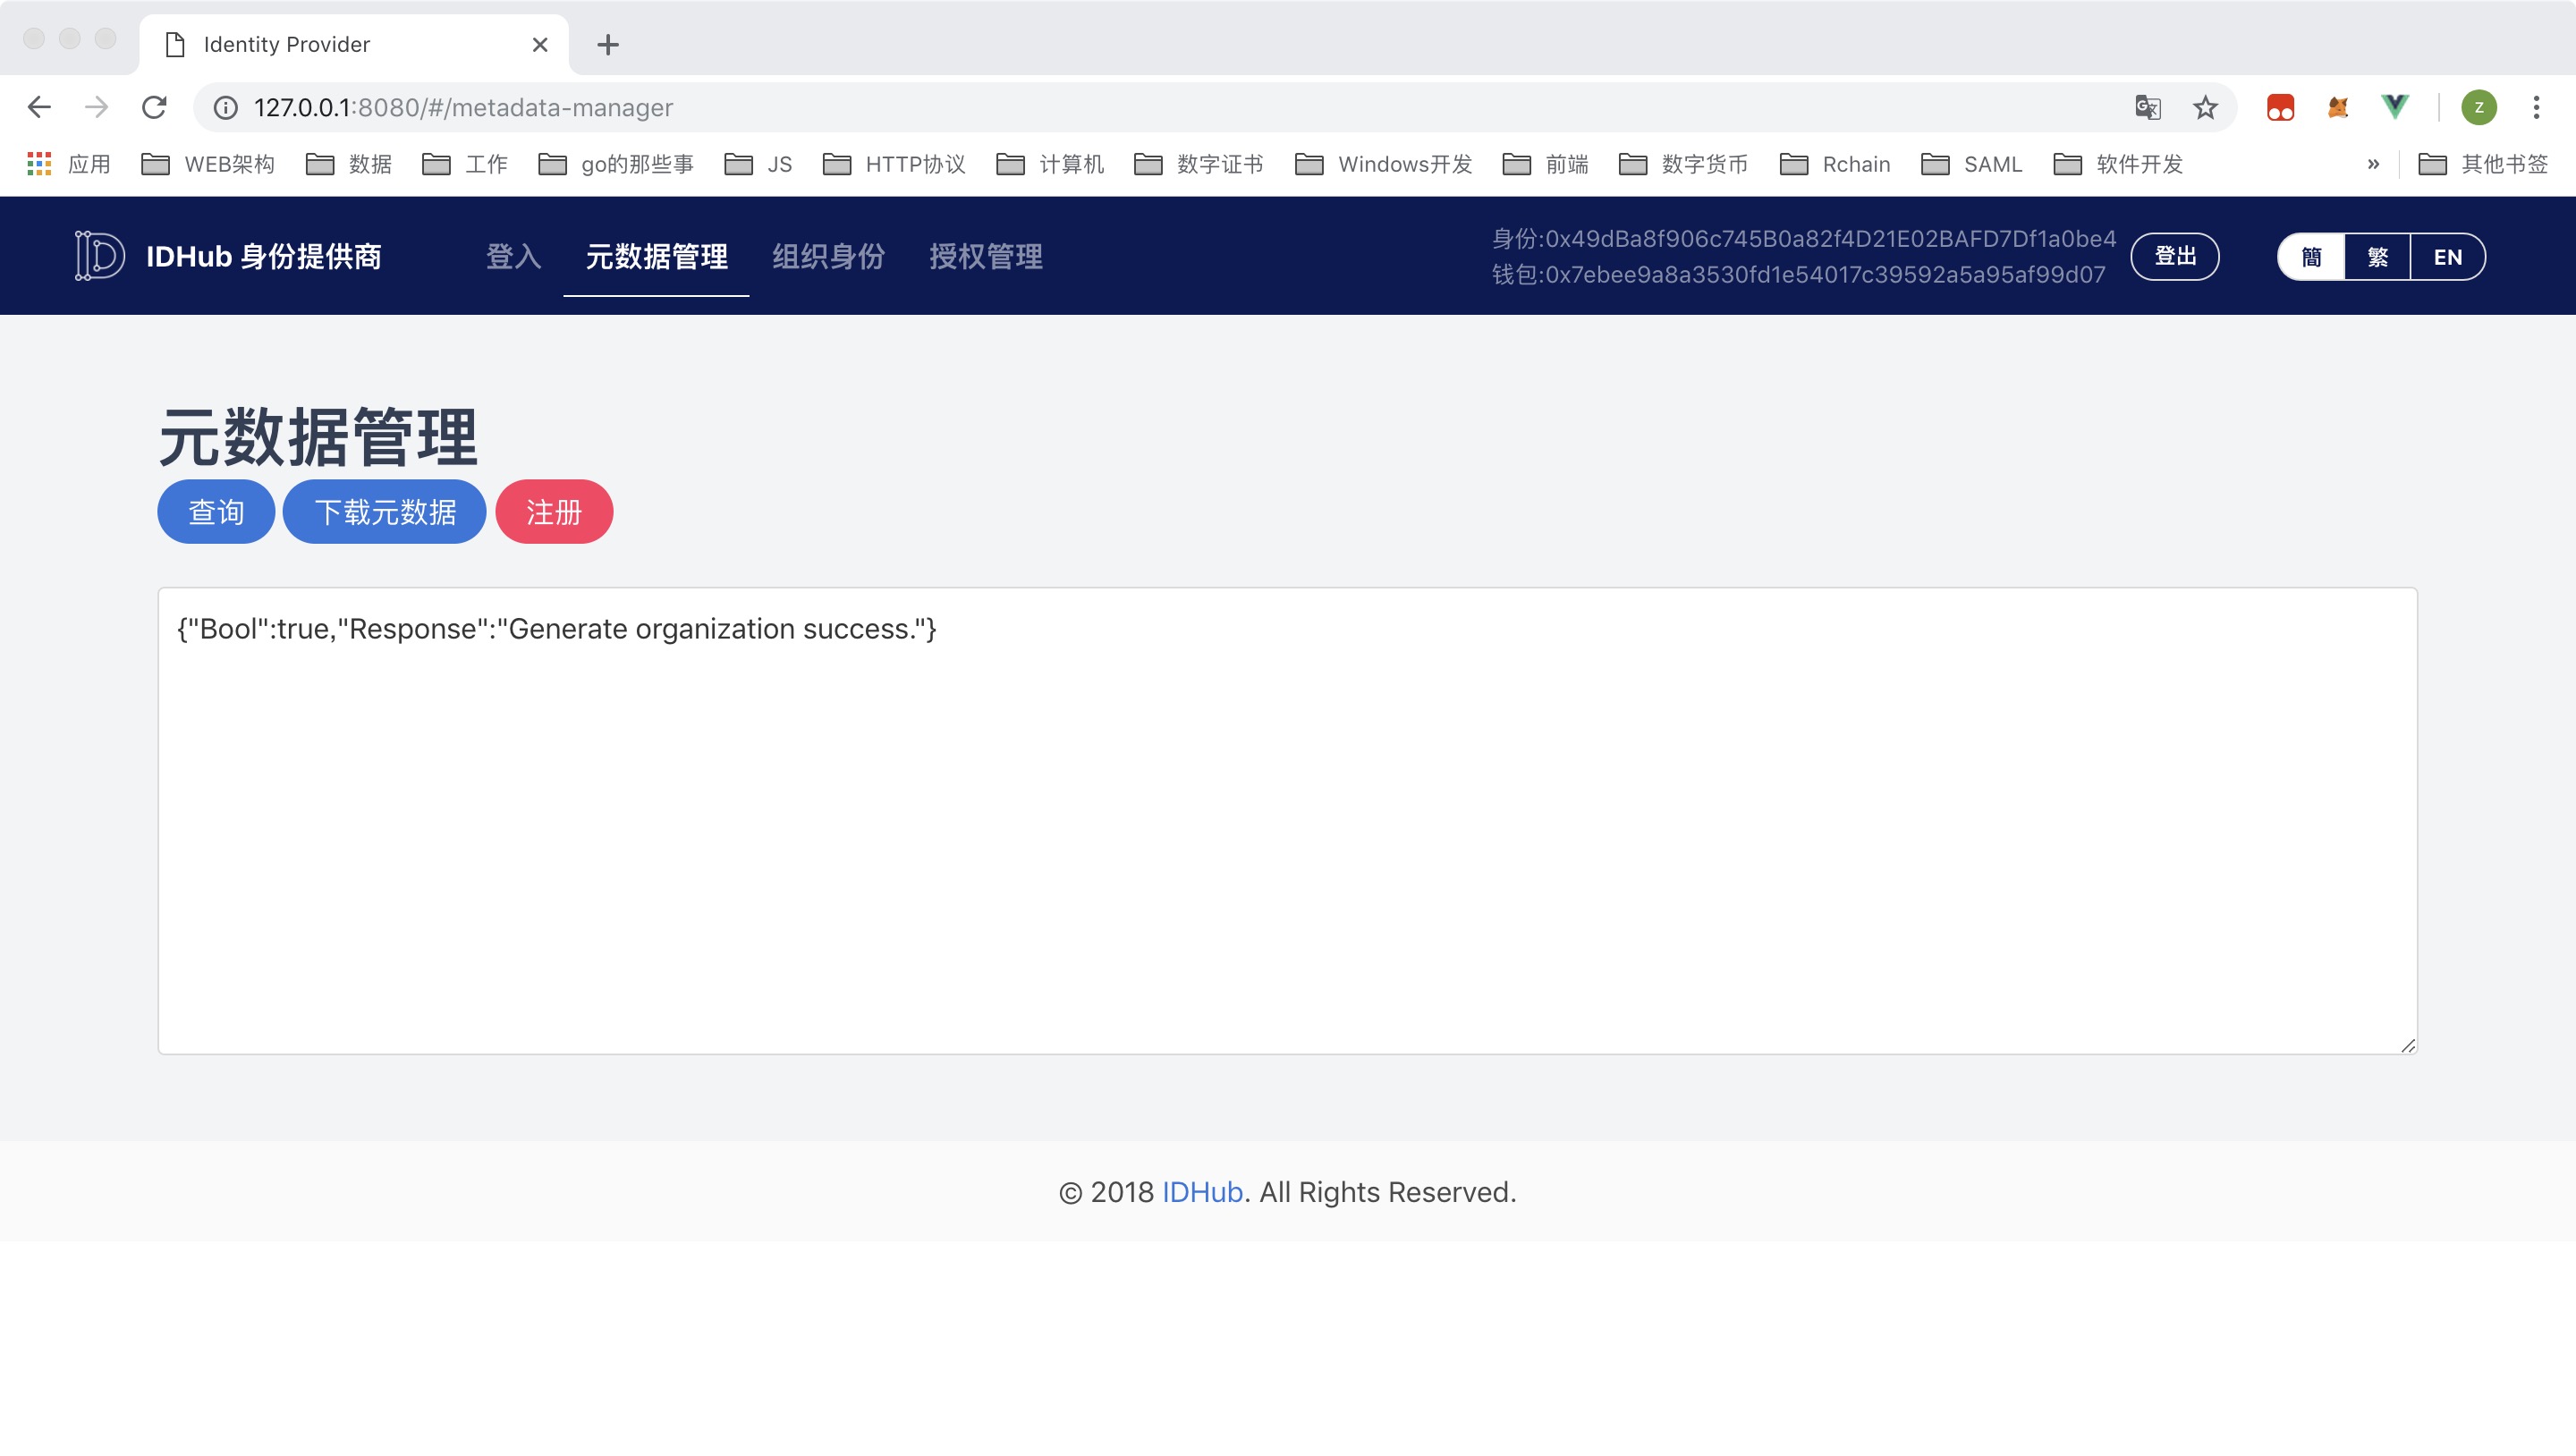 Identity Provider
127.0.0.1:8080/#/metadata-manager
z
应用 WEB架构 数据 工作 go的那些事 JS HTTP协议 计算机 数字证书 Windows开发 前端 数字货币 Rchain SAML 软件开发 » 其他书签
IDHub 身份提供商 登入 元数据管理 组织身份 授权管理
身份:0x49dBa8f906c745B0a82f4D21E02BAFD7Df1a0be4
钱包:0x7ebee9a8a3530fd1e54017c39592a5a95af99d07
登出 簡 繁 EN
元数据管理
查询 下载元数据 注册
{"Bool":true,"Response":"Generate organization success."}
© 2018 IDHub. All Rights Reserved.